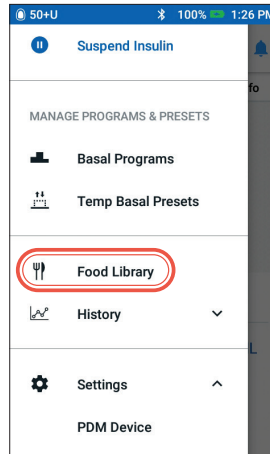 50+U 100% 1:26 PM
Suspend Insulin
fo
MANAGE PROGRAMS & PRESETS
Basal Programs
Temp Basal Presets
Food Library
History
L
Settings
PDM Device